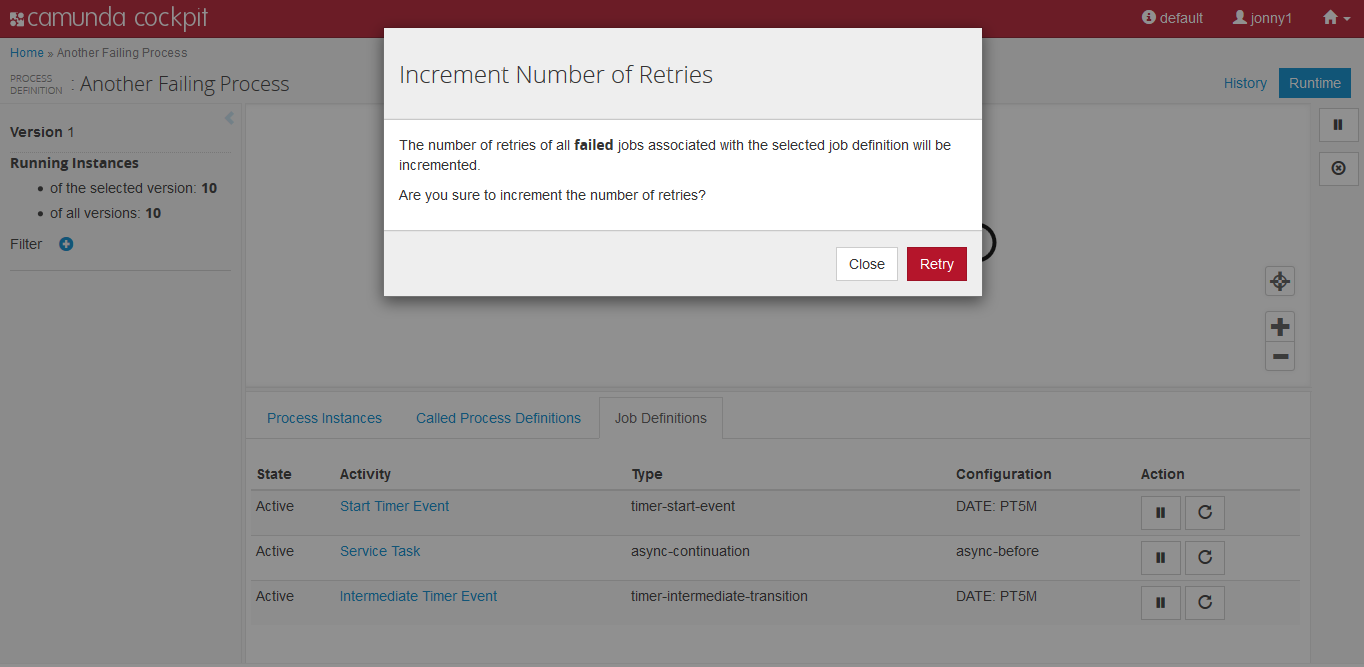 camunda cockpit
default
jonny1
Home » Another Failing Process
PROCESS
DEFINITION : Another Failing Process
History
Runtime
Increment Number of Retries
The number of retries of all failed jobs associated with the selected job definition will be
incremented.
Are you sure to increment the number of retries?
Close
Retry
Version 1
Running Instances
of the selected version: 10
of all versions: 10
Filter
Process Instances
Called Process Definitions
Job Definitions
State Activity Type Configuration Action
Active Start Timer Event timer-start-event DATE: PT5M
Active Service Task async-continuation async-before
Active Intermediate Timer Event timer-intermediate-transition DATE: PT5M